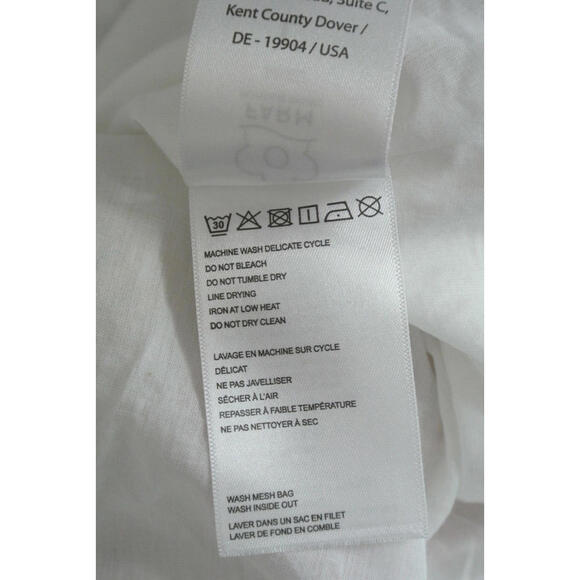 Suite C,
Kent County Dover /
DE - 19904 / USA
FARM
30
MACHINE WASH DELICATE CYCLE
DO NOT BLEACH
DO NOT TUMBLE DRY
LINE DRYING
IRON AT LOW HEAT
DO NOT DRY CLEAN
LAVAGE EN MACHINE SUR CYCLE
DÉLICAT
NE PAS JAVELLISER
SÉCHER À L'AIR
REPASSER À FAIBLE TEMPÉRATURE
NE PAS NETTOYER À SEC
WASH MESH BAG
WASH INSIDE OUT
LAVER DANS UN SAC EN FILET
LAVER DE FOND EN COMBLE